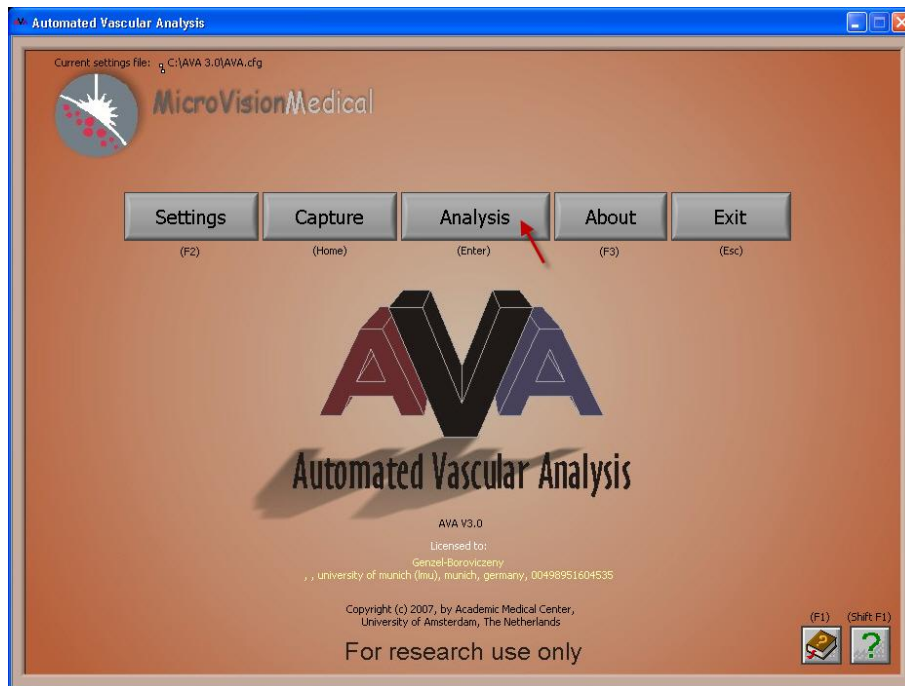 Automated Vascular Analysis
Current settings file: C:\AVA 3.0\AVA.cfg
MicroVisionMedical
Settings Capture Analysis About Exit
(F2) (Home) (Enter) (F3) (Esc)
AVA
Automated Vascular Analysis
AVA V3.0
Licensed to:
Genzel-Boroviczeny
, , university of munich (lmu), munich, germany, 00498951604535
Copyright (c) 2007, by Academic Medical Center,
University of Amsterdam, The Netherlands
For research use only
(F1) (Shift F1)
? ?